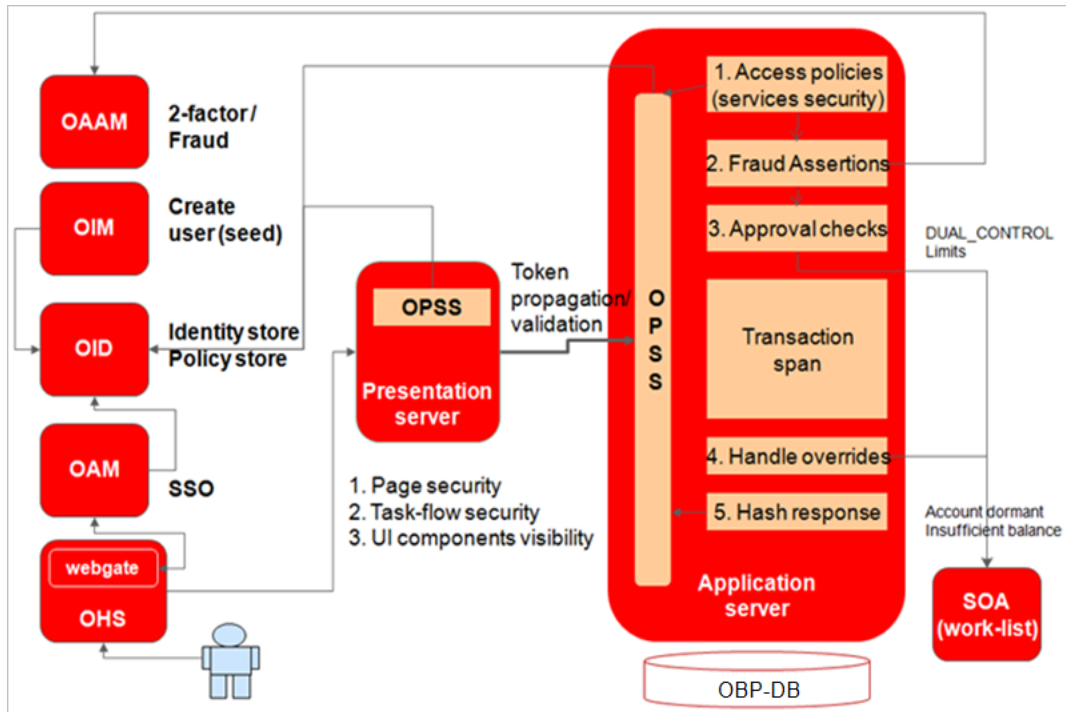 OAAM
2-factor /
Fraud
OIM
Create
user (seed)
OID
Identity store
Policy store
OAM
SSO
webgate
OHS
OPSS
Presentation
server
1. Page security
2. Task-flow security
3. UI components visibility
Token
propagation/
validation
O
P
S
S
1. Access policies
(services security)
2. Fraud Assertions
3. Approval checks
Transaction
span
4. Handle overrides
5. Hash response
Application
server
OBP-DB
DUAL_CONTROL
Limits
Account dormant
Insufficient balance
SOA
(work-list)